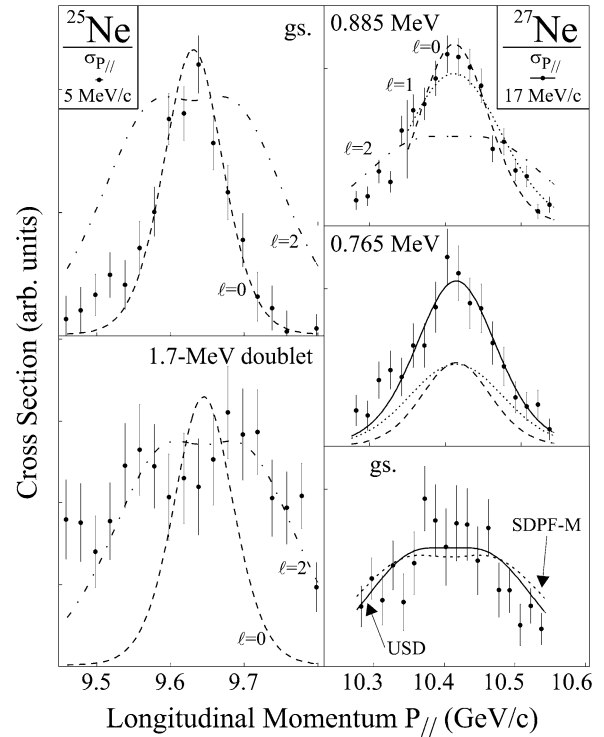 ²⁵Ne
σP//
5 MeV/c
gs.
ℓ=2
ℓ=0
1.7-MeV doublet
ℓ=2
ℓ=0
0.885 MeV
ℓ=0
ℓ=1
ℓ=2
²⁷Ne
σP//
17 MeV/c
0.765 MeV
gs.
SDPF-M
USD
Cross Section (arb. units)
9.5 9.6 9.7 10.3 10.4 10.5 10.6
Longitudinal Momentum P// (GeV/c)